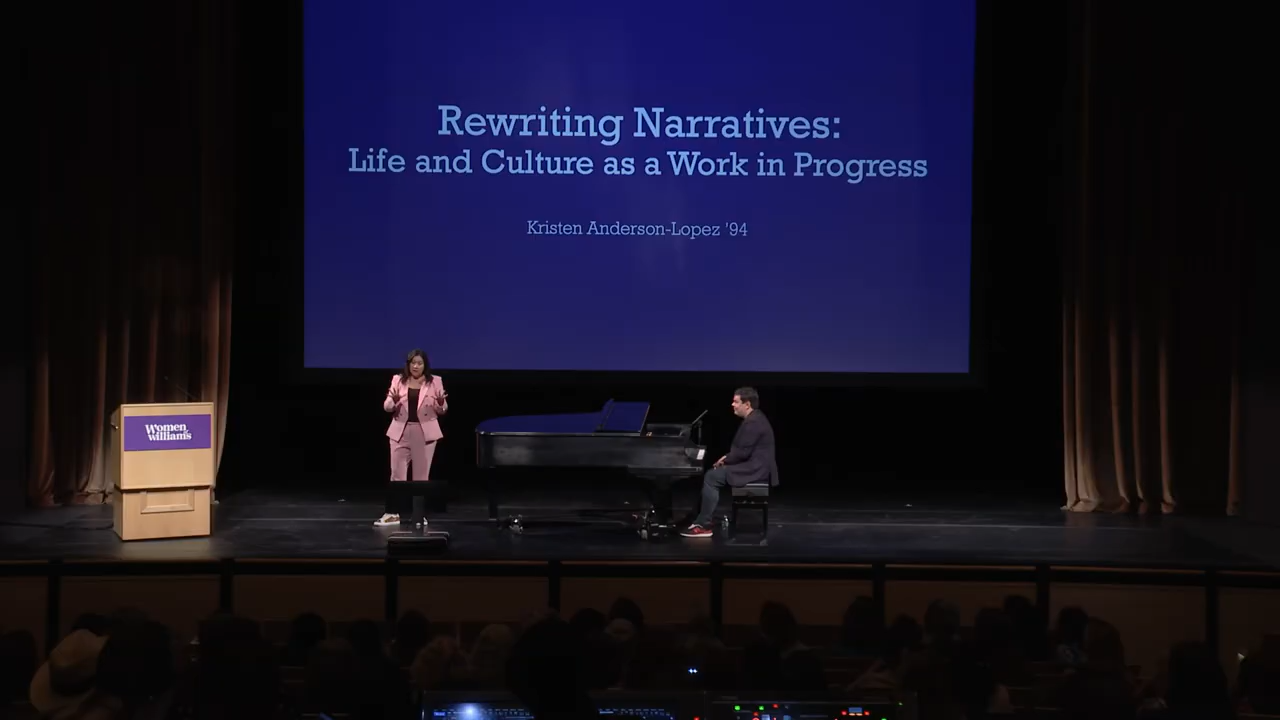 Rewriting Narratives:
Life and Culture as a Work in Progress
Kristen Anderson-Lopez '94
Women
Williams